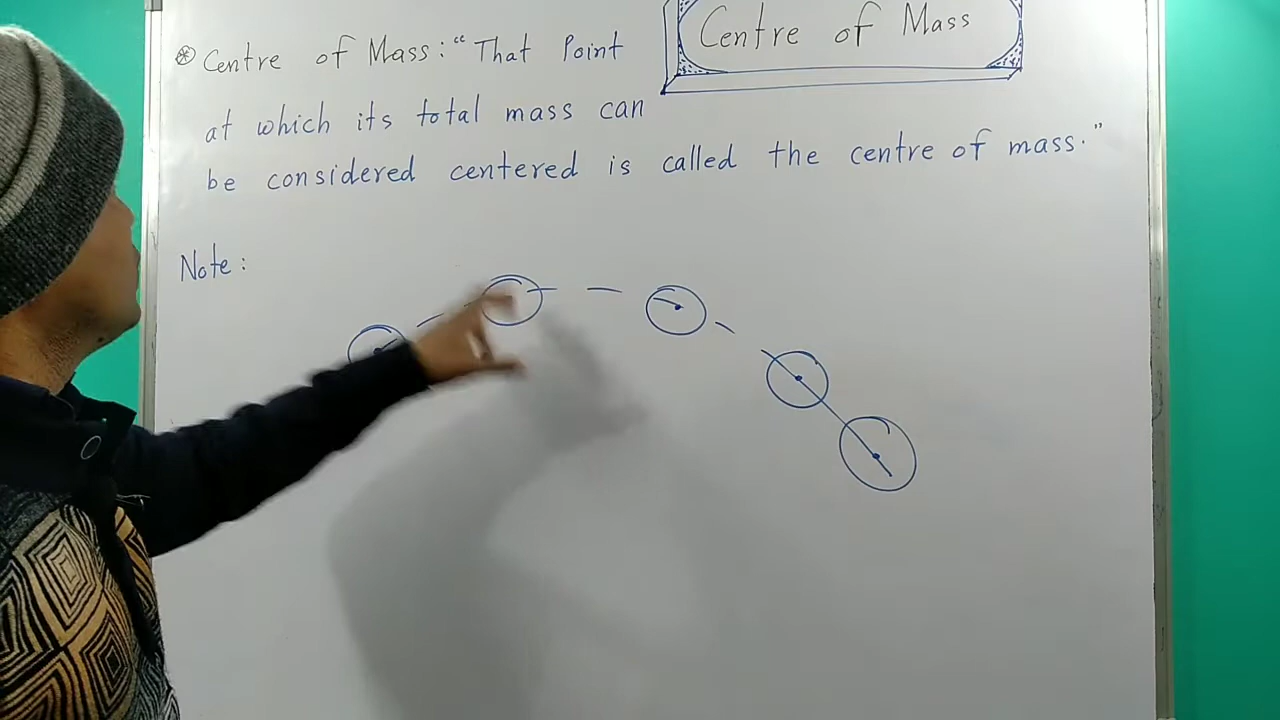 Centre of Mass
⊛ Centre of Mass: "That Point
at which its total mass can
be considered centered is called the centre of mass."
Note: